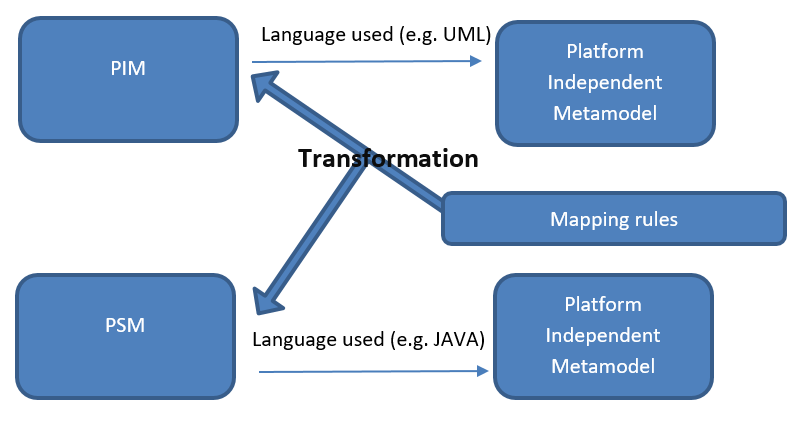 PIM
Language used (e.g. UML)
Platform
Independent
Metamodel
Transformation
Mapping rules
PSM
Language used (e.g. JAVA)
Platform
Independent
Metamodel